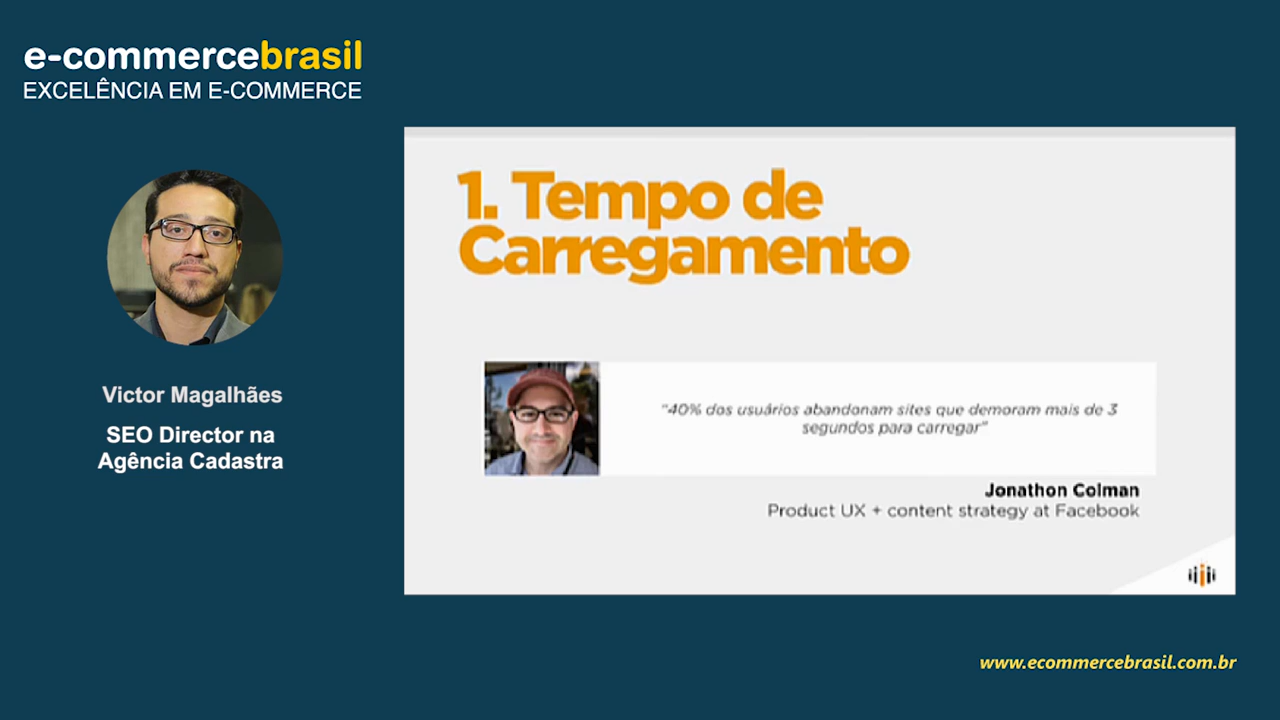 e-commercebrasil
EXCELÊNCIA EM E-COMMERCE
Victor Magalhães
SEO Director na
Agência Cadastra
1. Tempo de
Carregamento
"40% dos usuários abandonam sites que demoram mais de 3
segundos para carregar"
Jonathon Colman
Product UX + content strategy at Facebook
www.ecommercebrasil.com.br